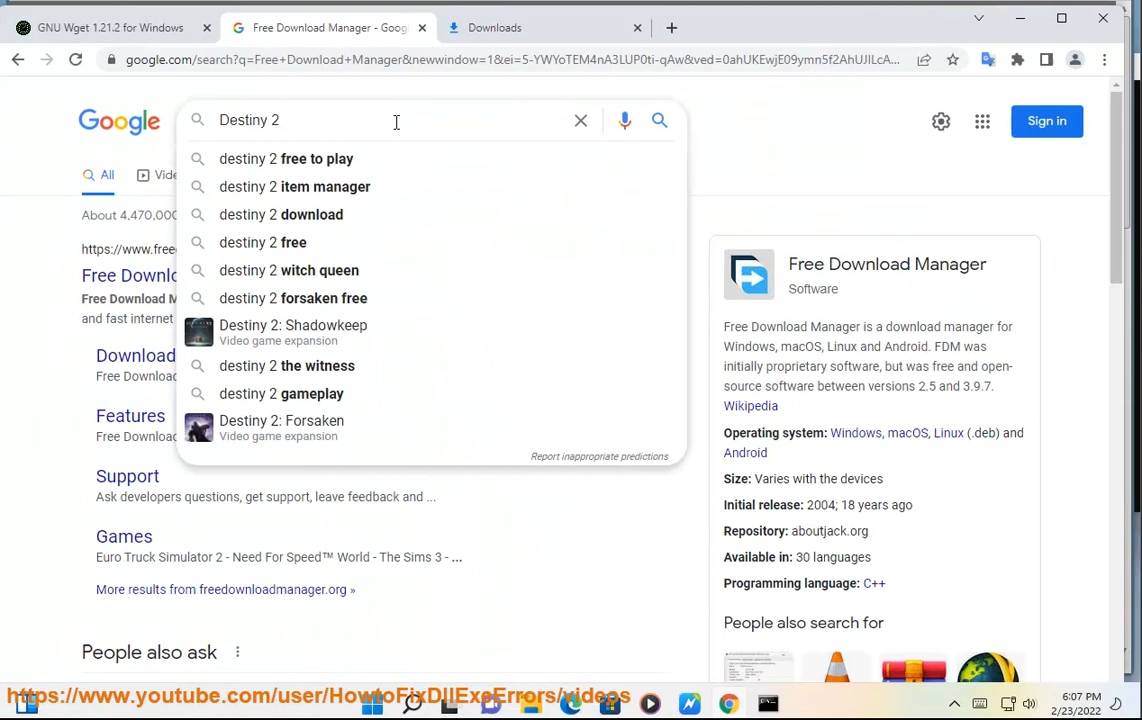 GNU Wget 1.21.2 for Windows
Free Download Manager - Goog
Downloads
google.com/search?q=Free+Download+Manager&newwindow=1&ei=5-YWYoTEM4nA3LUP0ti-qAw&ved=0ahUKEwjE09ymn5f2AhUJILcA...
Google
Destiny 2
Sign in
destiny 2 free to play
destiny 2 item manager
destiny 2 download
destiny 2 free
destiny 2 witch queen
destiny 2 forsaken free
Destiny 2: Shadowkeep
Video game expansion
destiny 2 the witness
destiny 2 gameplay
Destiny 2: Forsaken
Video game expansion
Report inappropriate predictions
All
Vide
About 4,470,000
https://www.free
Free Downlo
Free Download M
and fast internet
Download
Free Downloa
Features
Free Downloa
Support
Ask developers questions, get support, leave feedback and ...
Games
Euro Truck Simulator 2 - Need For Speed™ World - The Sims 3 - ...
More results from freedownloadmanager.org »
People also ask
Free Download Manager
Software
Free Download Manager is a download manager for
Windows, macOS, Linux and Android. FDM was
initially proprietary software, but was free and open-
source software between versions 2.5 and 3.9.7.
Wikipedia
Operating system: Windows, macOS, Linux (.deb) and
Android
Size: Varies with the devices
Initial release: 2004; 18 years ago
Repository: aboutjack.org
Available in: 30 languages
Programming language: C++
People also search for
https://www.youtube.com/user/HowtoFixDllExeErrors/videos
6:07 PM
2/23/2022